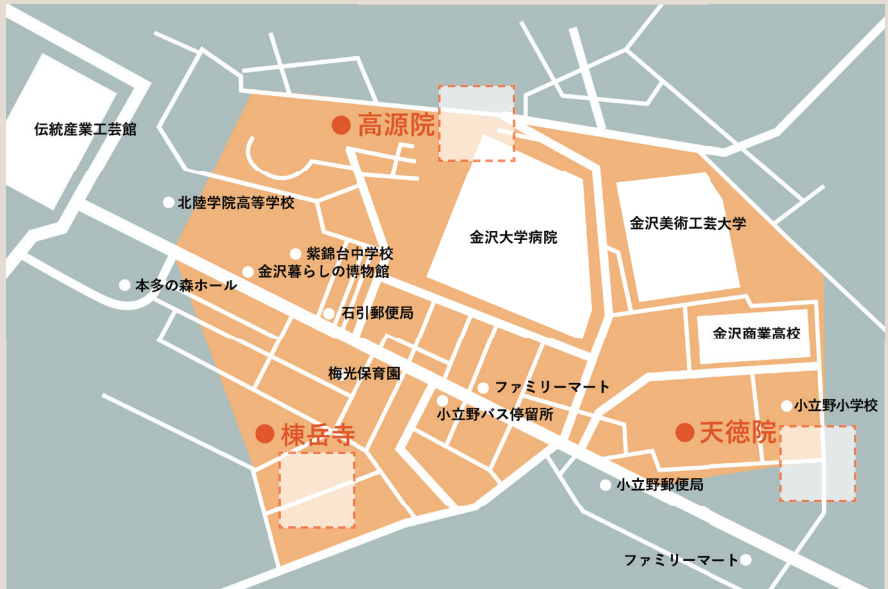 高源院
伝統産業工芸館
北陸学院高等学校
金沢美術工芸大学
金沢大学病院
紫錦台中学校
金沢暮らしの博物館
本多の森ホール
石引郵便局
金沢商業高校
梅光保育園
ファミリーマート
小立野小学校
小立野バス停留所
棟岳寺
天徳院
小立野郵便局
ファミリーマート